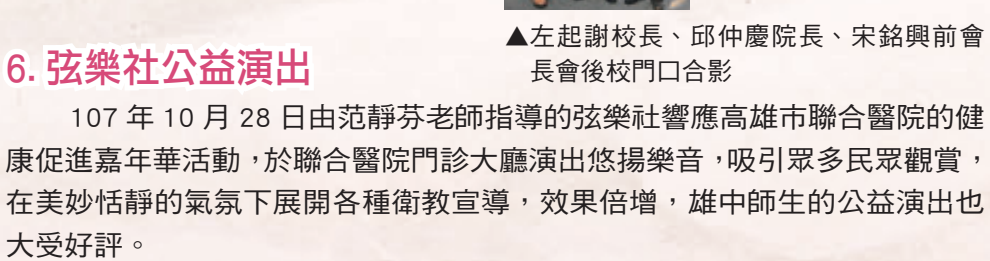 ▲左起謝校長、邱仲慶院長、宋銘興前會
長會後校門口合影
6. 弦樂社公益演出
107 年 10 月 28 日由范靜芬老師指導的弦樂社響應高雄市聯合醫院的健
康促進嘉年華活動，於聯合醫院門診大廳演出悠揚樂音，吸引眾多民眾觀賞，
在美妙恬靜的氣氛下展開各種衛教宣導，效果倍增，雄中師生的公益演出也
大受好評。